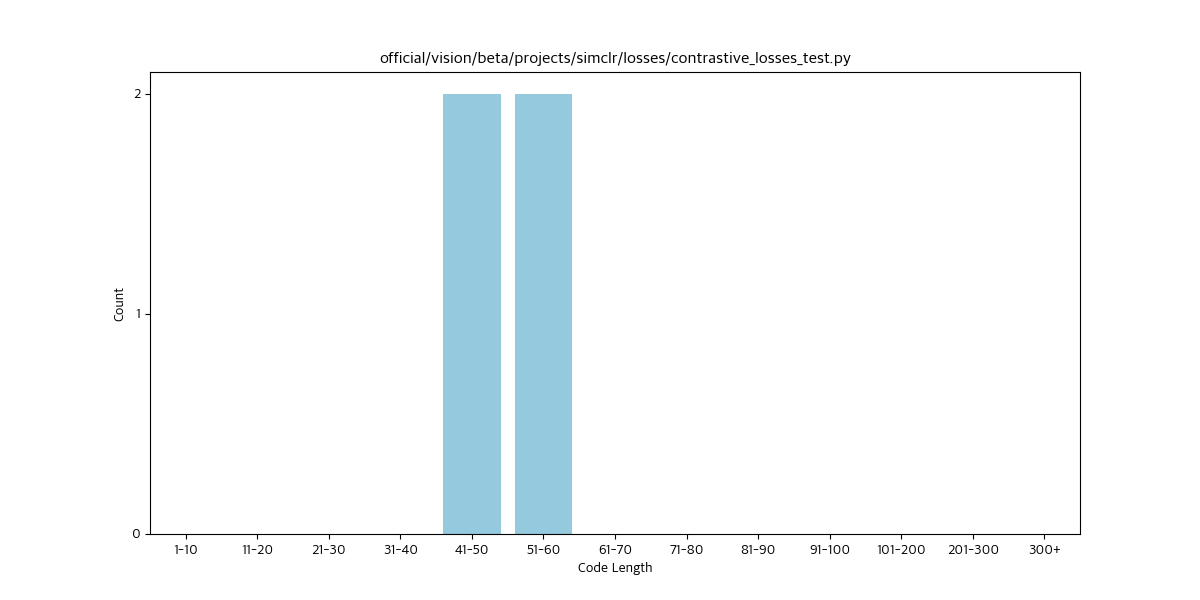 official/vision/beta/projects/simclr/losses/contrastive_losses_test.py
Count
2
1
0
1-10 11-20 21-30 31-40 41-50 51-60 61-70 71-80 81-90 91-100 101-200 201-300 300+
Code Length